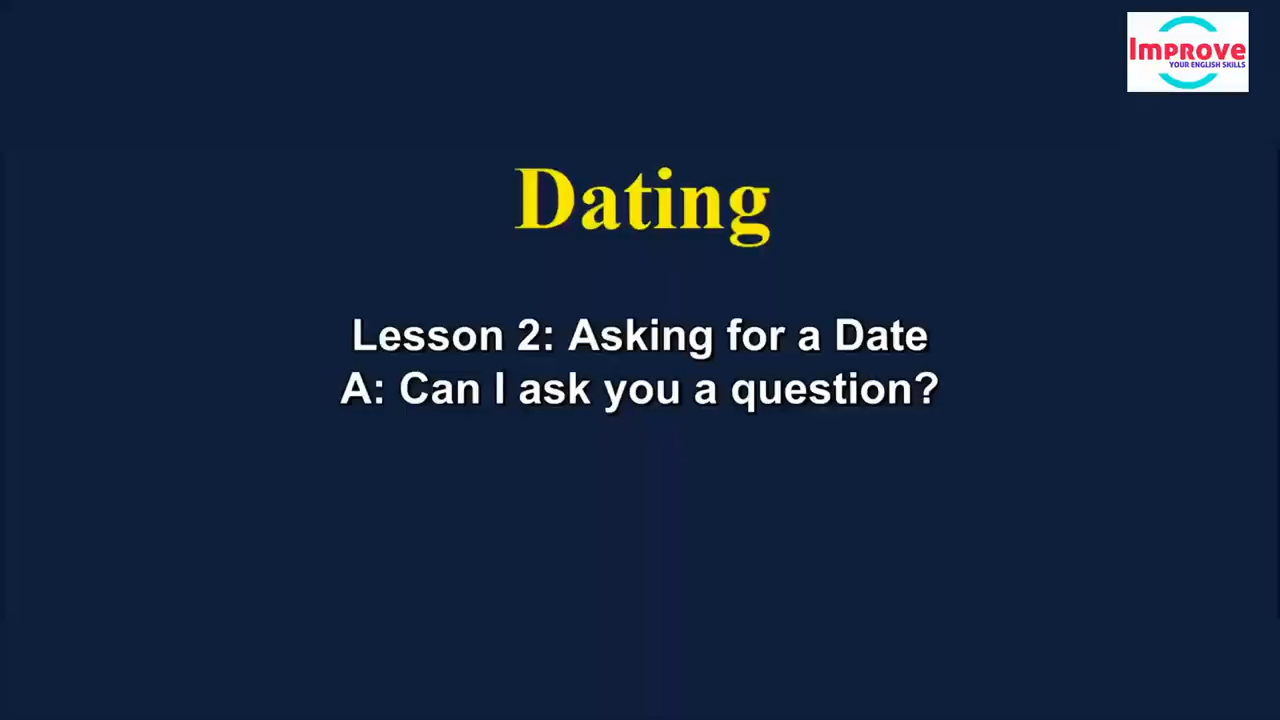 Improve
YOUR ENGLISH SKILLS
Dating
Lesson 2: Asking for a Date
A: Can I ask you a question?